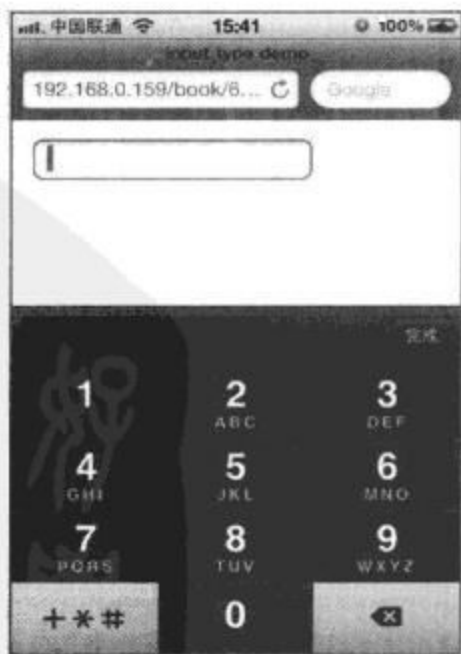 中国联通 15:41 100%
input type demo
192.168.0.159/book/6... Google
完成
1 2 3
ABC DEF
4 5 6
GHI JKL MNO
7 8 9
PQRS TUV WXYZ
+*# 0